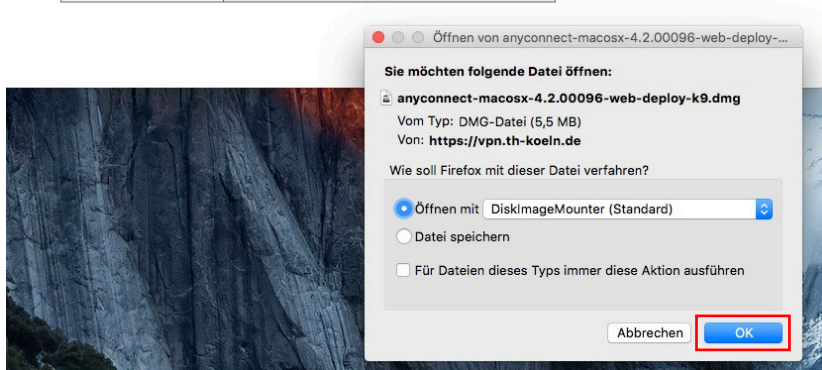 Öffnen von anyconnect-macosx-4.2.00096-web-deploy-...
Sie möchten folgende Datei öffnen:
anyconnect-macosx-4.2.00096-web-deploy-k9.dmg
Vom Typ: DMG-Datei (5,5 MB)
Von: https://vpn.th-koeln.de
Wie soll Firefox mit dieser Datei verfahren?
Öffnen mit DiskImageMounter (Standard)
Datei speichern
Für Dateien dieses Typs immer diese Aktion ausführen
Abbrechen OK